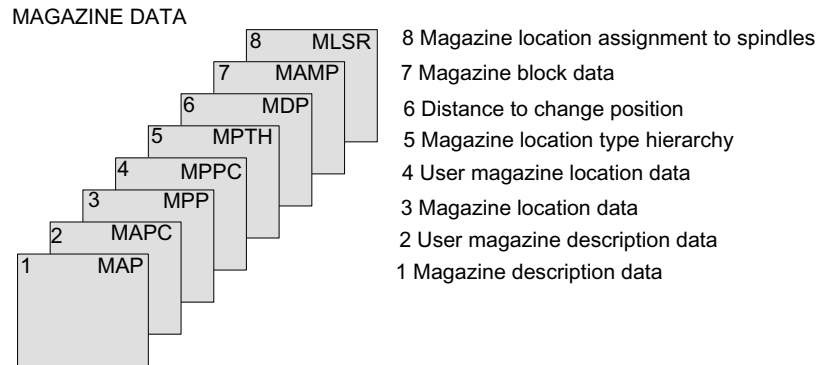 MAGAZINE DATA
8 MLSR
7 MAMP
6 MDP
5 MPTH
4 MPPC
3 MPP
2 MAPC
1 MAP
8 Magazine location assignment to spindles
7 Magazine block data
6 Distance to change position
5 Magazine location type hierarchy
4 User magazine location data
3 Magazine location data
2 User magazine description data
1 Magazine description data